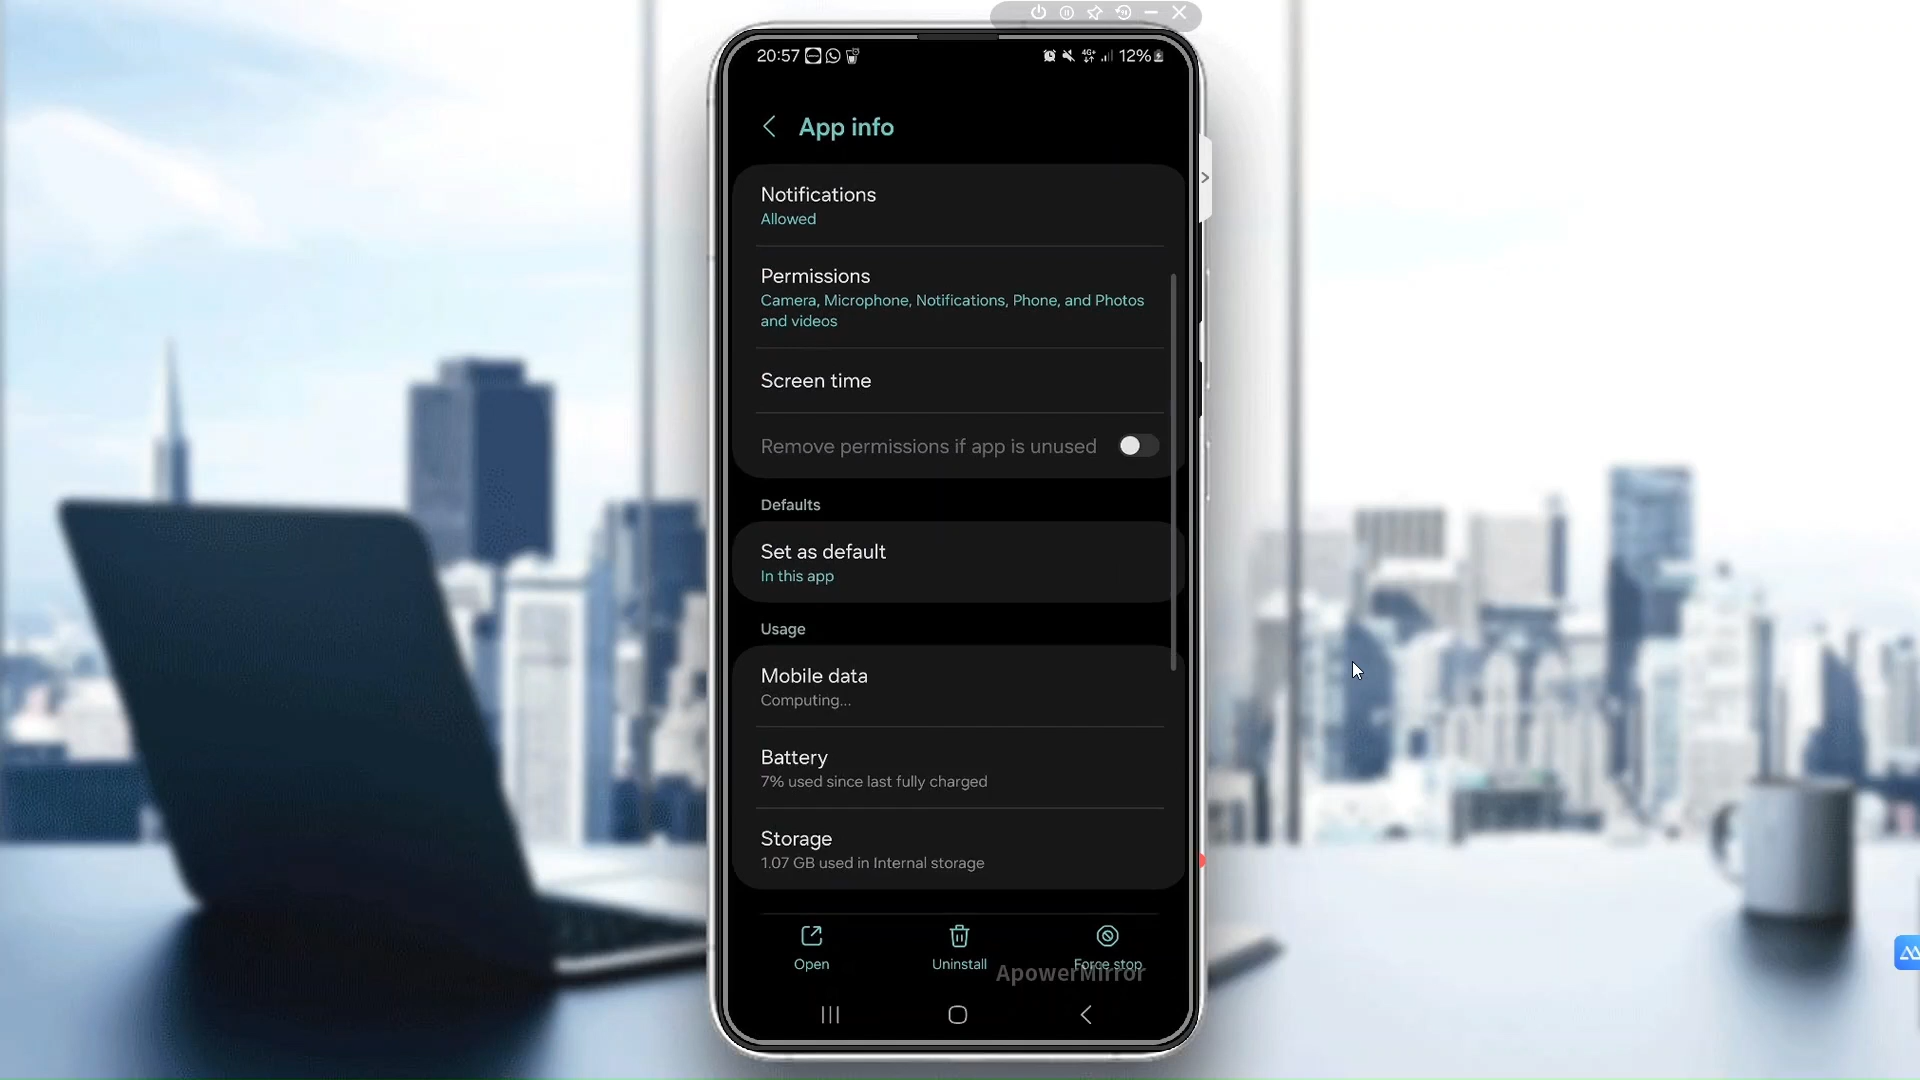 20:57
12%
App info
Notifications
Allowed
Permissions
Camera, Microphone, Notifications, Phone, and Photos
and videos
Screen time
Remove permissions if app is unused
Defaults
Set as default
In this app
Usage
Mobile data
Computing...
Battery
7% used since last fully charged
Storage
1.07 GB used in Internal storage
Open
Uninstall
Force stop
ApowerMirror